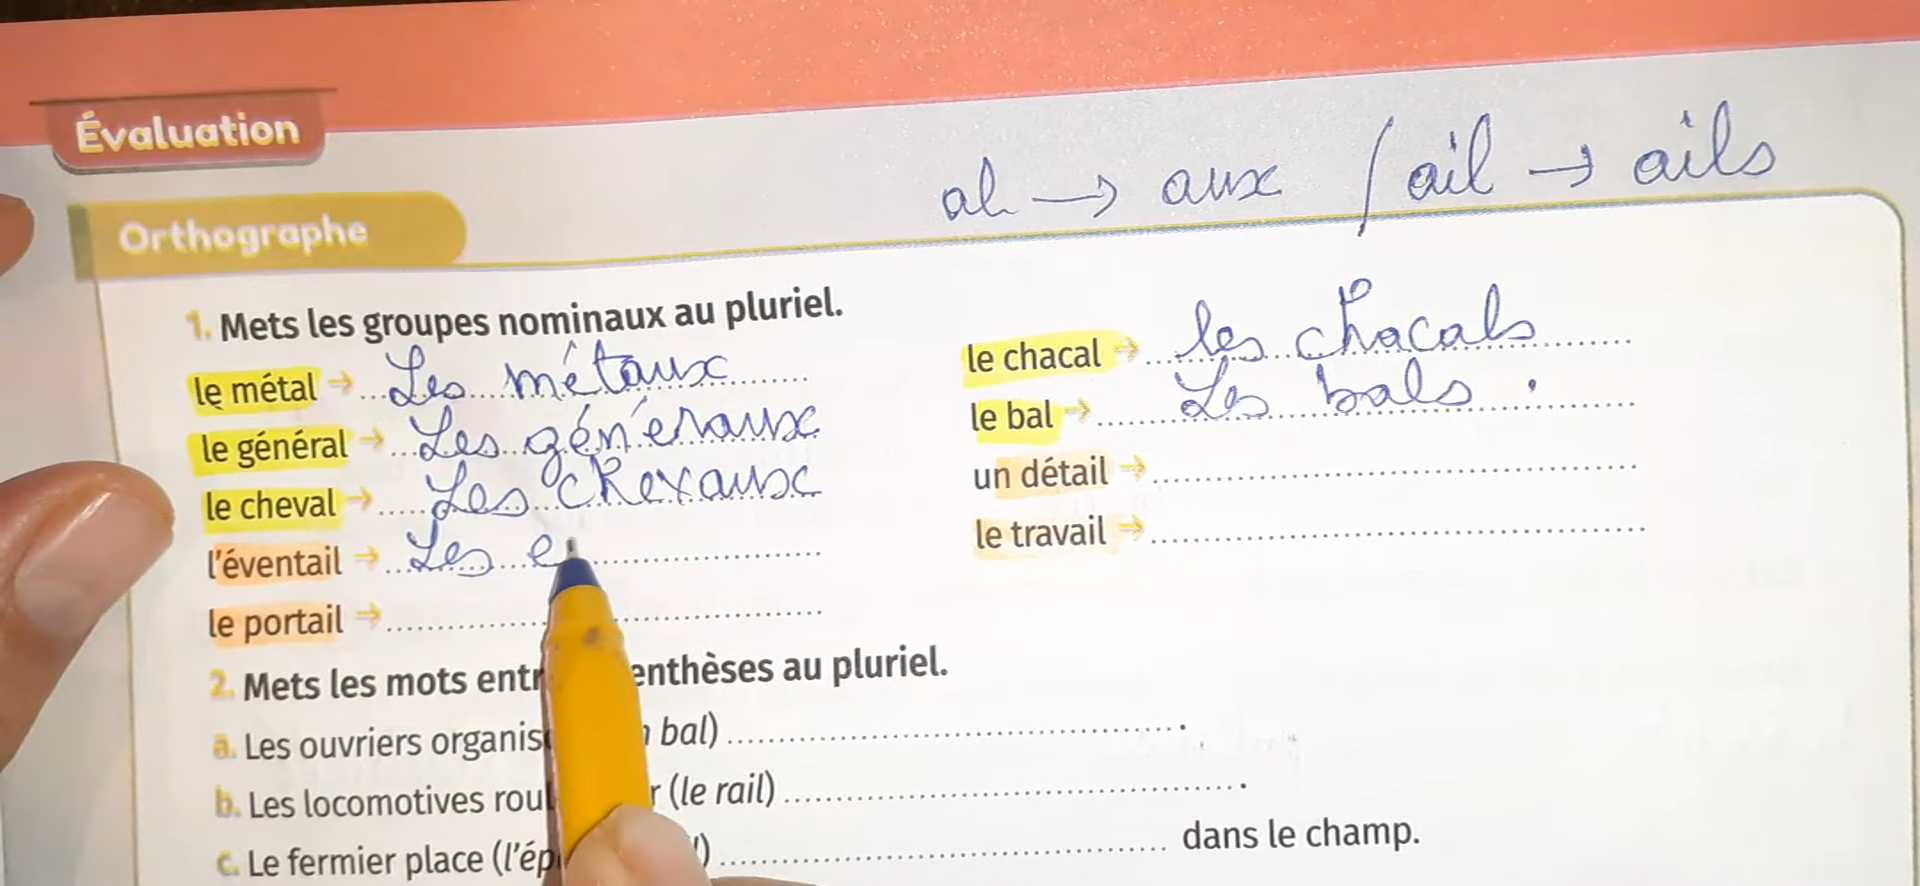 Évaluation
al → aux / ail → ails
Orthographe
1. Mets les groupes nominaux au pluriel.
le métal → Les métaux
le général → Les généraux
le cheval → Les chevaux
l'éventail → Les e
le portail →
le chacal → les chacals
le bal → Les bals .
un détail →
le travail →
2. Mets les mots entr enthèses au pluriel.
a. Les ouvriers organis bal) .
b. Les locomotives roul r (le rail) .
c. Le fermier place (l'ép ) dans le champ.